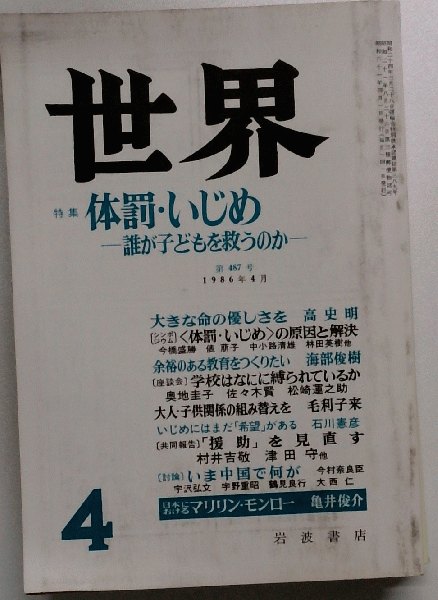 世界
特集 体罰・いじめ
―誰が子どもを救うのか―
第487号
1986年4月
大きな命の優しさを 高史明
[シンポジウム]〈体罰・いじめ〉の原因と解決
今橋盛勝 俵萠子 中小路清雄 林田英樹他
余裕のある教育をつくりたい 海部俊樹
[座談会] 学校はなにに縛られているか
奥地圭子 佐々木賢 松崎運之助
大人・子供関係の組み替えを 毛利子来
いじめにはまだ「希望」がある 石川憲彦
[共同報告]「援助」を見直す
村井吉敬 津田守他
[討論] いま中国で何が 今村奈良臣
宇沢弘文 宇野重昭 鶴見良行 大西仁
日本における マリリン・モンロー 亀井俊介
4
岩波書店